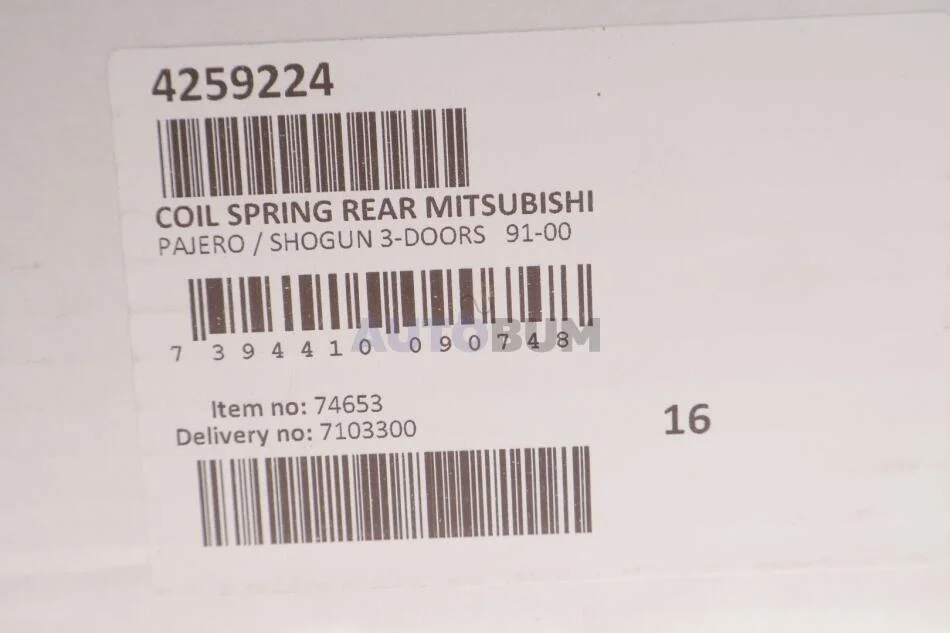 4259224
COIL SPRING REAR MITSUBISHI
PAJERO / SHOGUN 3-DOORS 91-00
7 394410 090748
AUTOBUM
Item no: 74653
Delivery no: 7103300
16